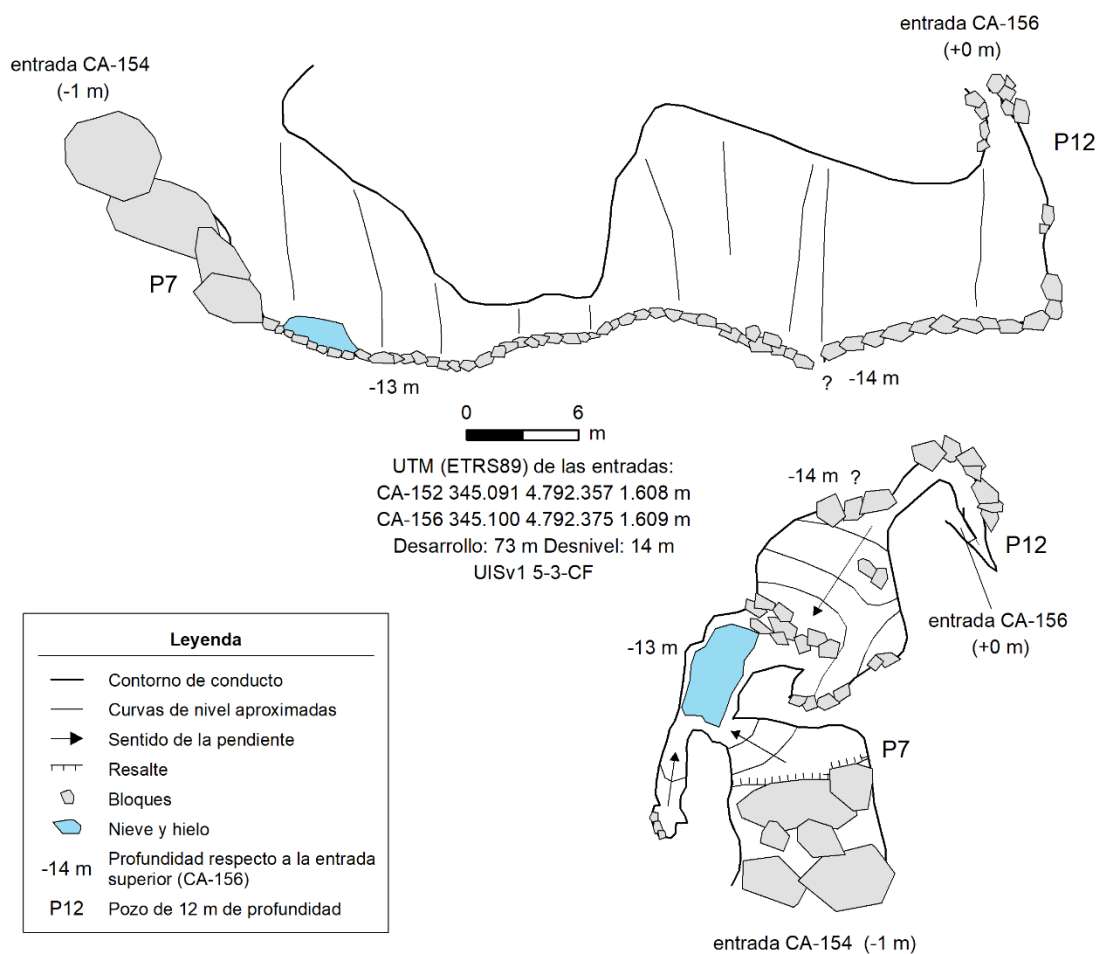 entrada CA-154
(-1 m)
entrada CA-156
(+0 m)
P12
P7
-13 m
?
-14 m
0
6
m
UTM (ETRS89) de las entradas:
CA-152 345.091 4.792.357 1.608 m
CA-156 345.100 4.792.375 1.609 m
Desarrollo: 73 m Desnivel: 14 m
UISv1 5-3-CF
-14 m
?
P12
entrada CA-156
(+0 m)
-13 m
P7
entrada CA-154 (-1 m)
Leyenda
Contorno de conducto
Curvas de nivel aproximadas
Sentido de la pendiente
Resalte
Bloques
Nieve y hielo
-14 m
Profundidad respecto a la entrada
superior (CA-156)
P12
Pozo de 12 m de profundidad